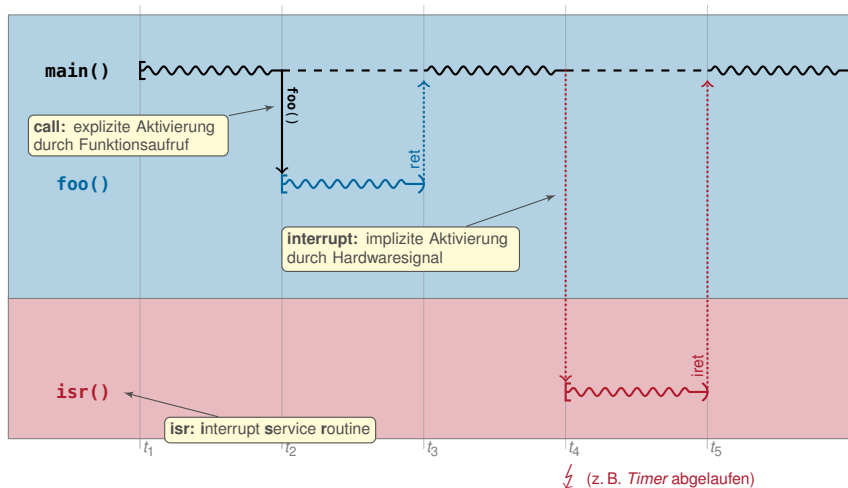 main()
foo()
call: explizite Aktivierung
durch Funktionsaufruf
ret
foo()
interrupt: implizite Aktivierung
durch Hardwaresignal
iret
isr()
isr: interrupt service routine
t1
t2
t3
t4
t5
(z. B. Timer abgelaufen)